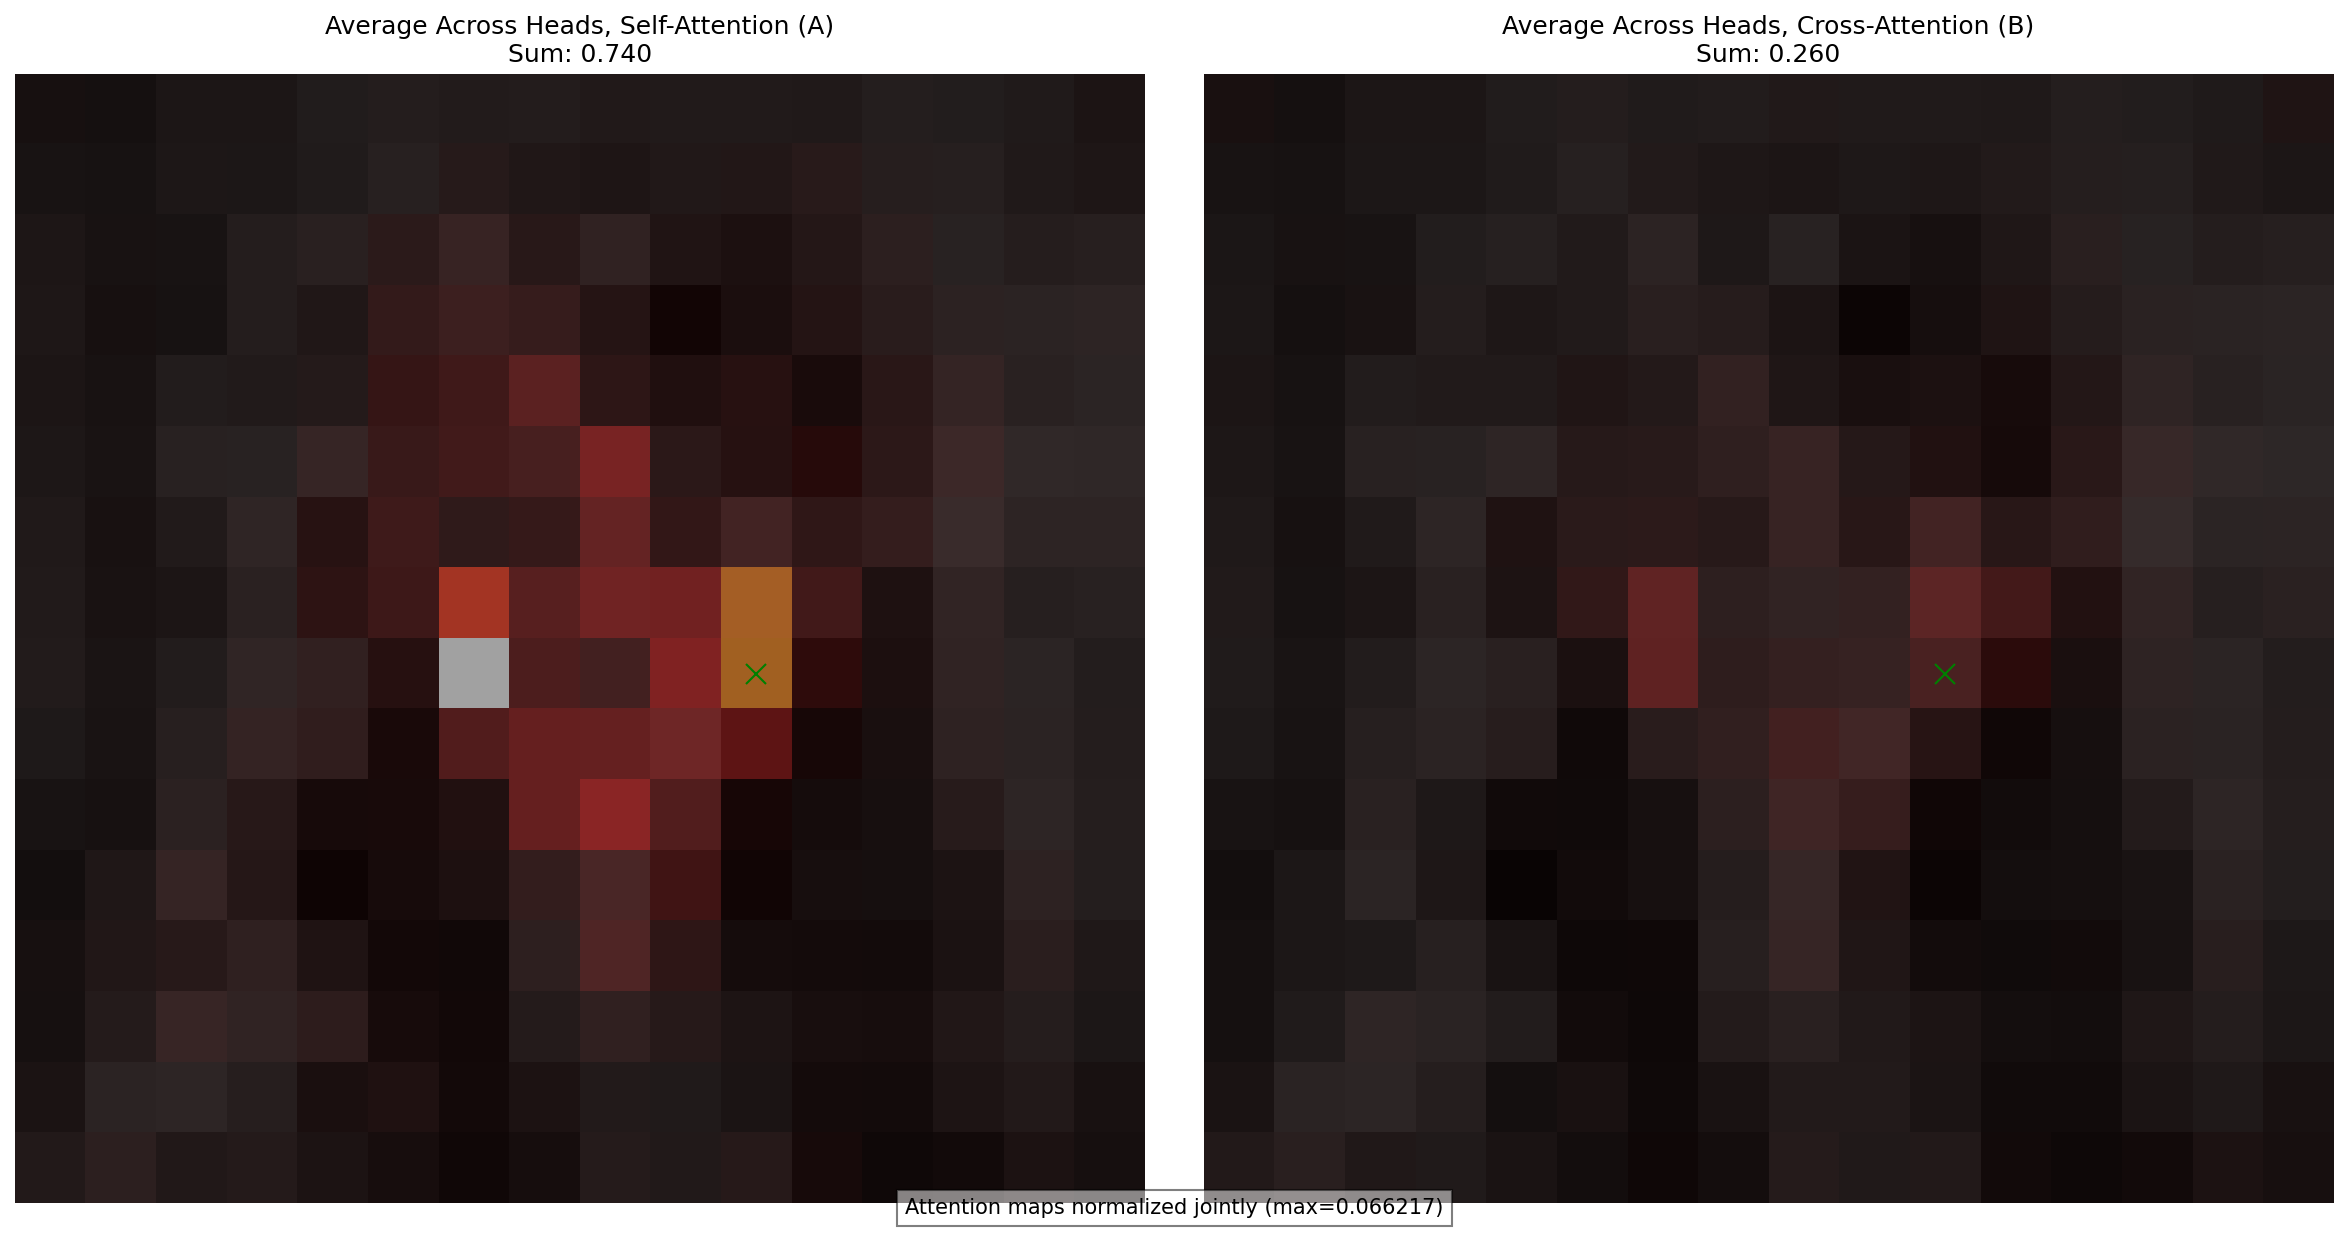 Average Across Heads, Self-Attention (A)
Sum: 0.740
Average Across Heads, Cross-Attention (B)
Sum: 0.260
Attention maps normalized jointly (max=0.066217)